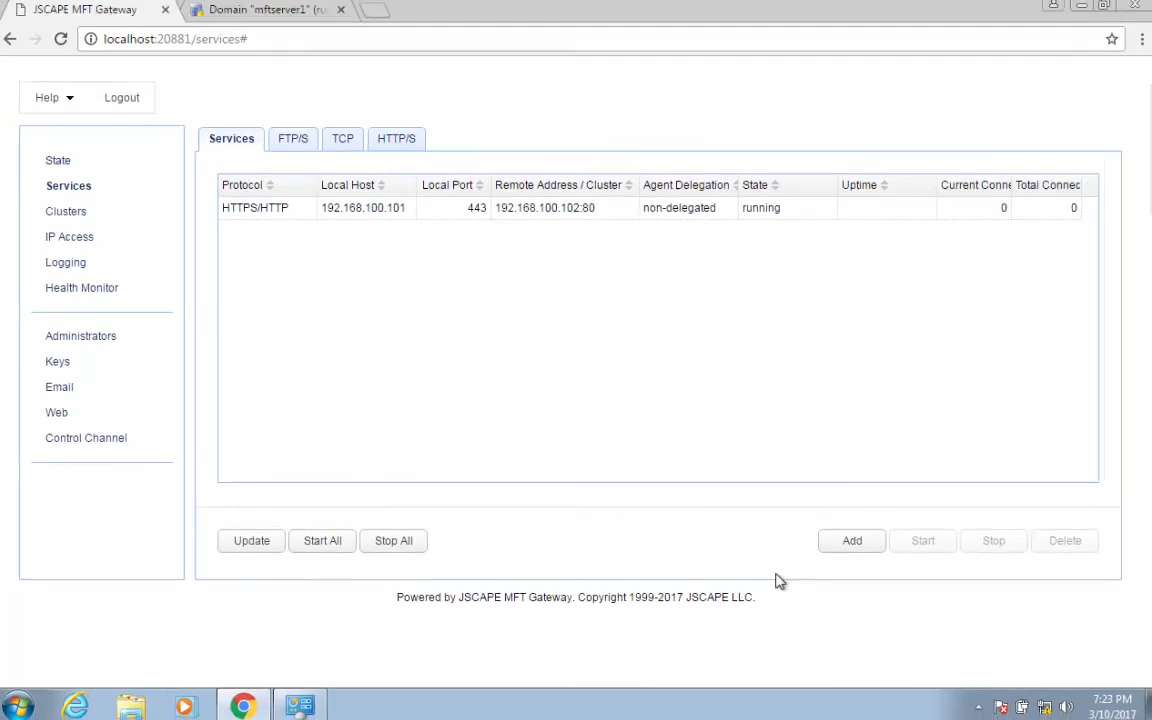 JSCAPE MFT Gateway
Domain "mftserver1" (ru
localhost:20881/services#
Help
Logout
State
Services
Clusters
IP Access
Logging
Health Monitor
Administrators
Keys
Email
Web
Control Channel
Services FTP/S TCP HTTP/S
Protocol Local Host Local Port Remote Address / Cluster Agent Delegation State Uptime Current Conne Total Connec
HTTPS/HTTP 192.168.100.101 443 192.168.100.102:80 non-delegated running 0 0
Update Start All Stop All Add Start Stop Delete
Powered by JSCAPE MFT Gateway. Copyright 1999-2017 JSCAPE LLC.
7:23 PM
3/10/2017